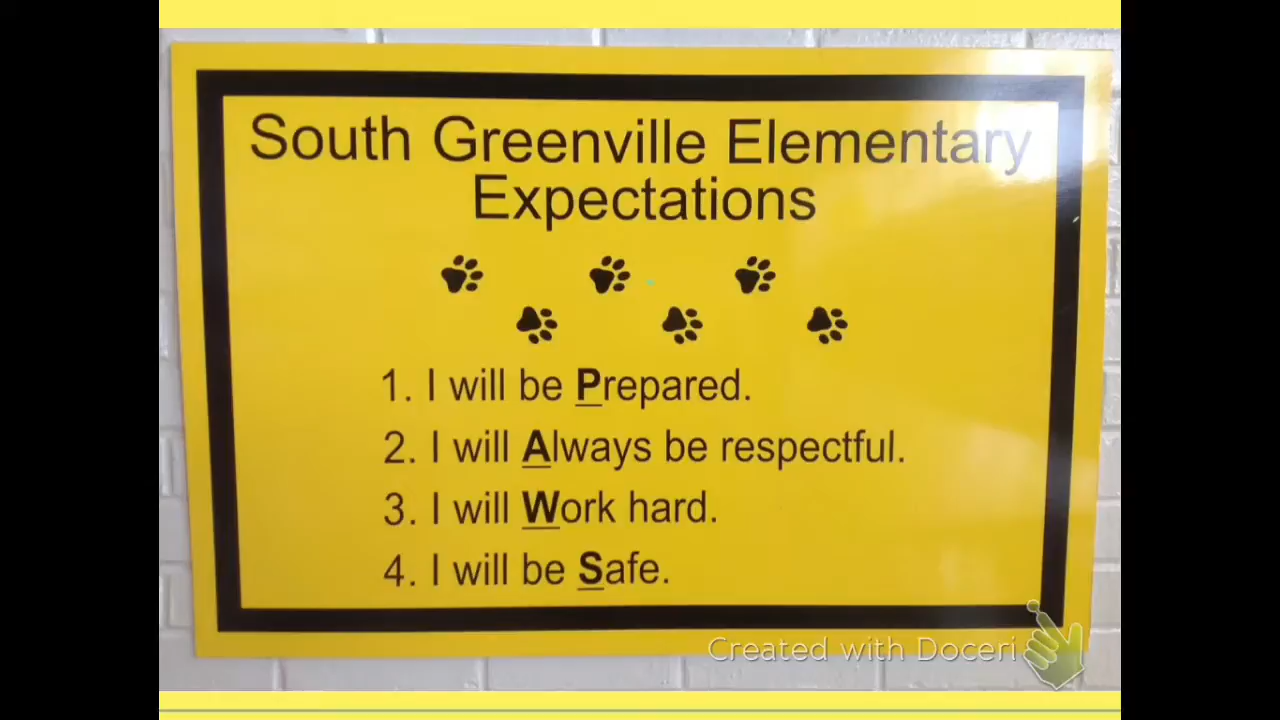 South Greenville Elementary
Expectations
1. I will be Prepared.
2. I will Always be respectful.
3. I will Work hard.
4. I will be Safe.
Created with Doceri